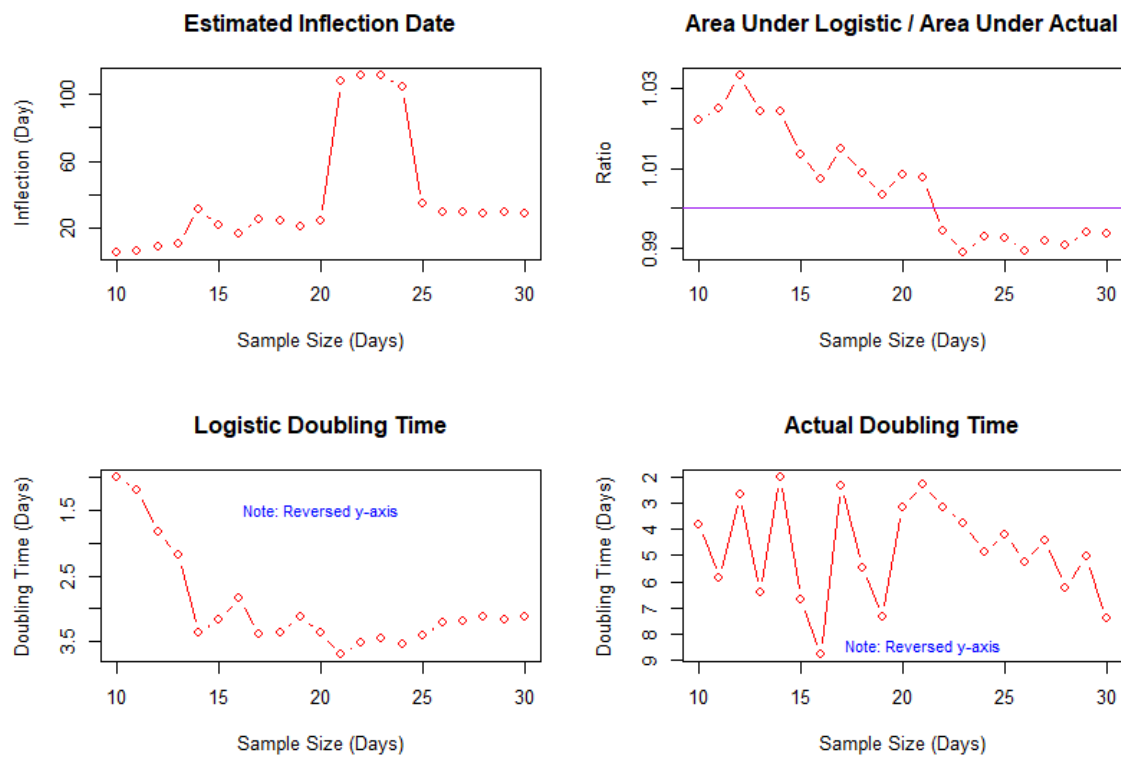 Estimated Inflection Date
Inflection (Day)
20
60
100
10 15 20 25 30
Sample Size (Days)
Area Under Logistic / Area Under Actual
Ratio
0.99
1.01
1.03
10 15 20 25 30
Sample Size (Days)
Logistic Doubling Time
Doubling Time (Days)
1.5
2.5
3.5
Note: Reversed y-axis
10 15 20 25 30
Sample Size (Days)
Actual Doubling Time
Doubling Time (Days)
2
3
4
5
6
7
8
9
Note: Reversed y-axis
10 15 20 25 30
Sample Size (Days)